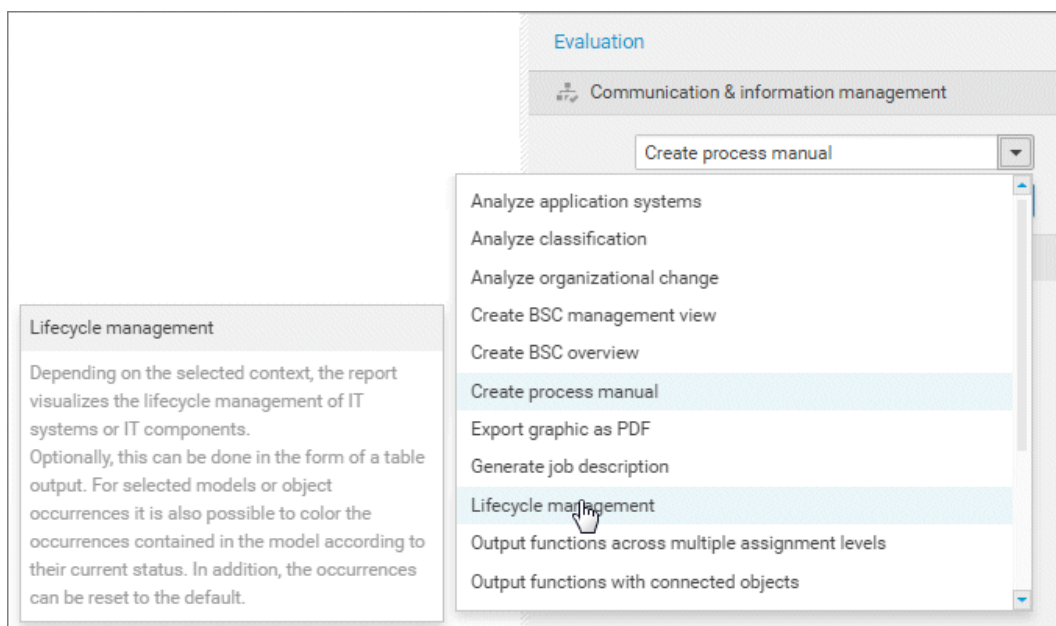 Evaluation
Communication & information management
Create process manual
Analyze application systems
Analyze classification
Analyze organizational change
Create BSC management view
Create BSC overview
Create process manual
Export graphic as PDF
Generate job description
Lifecycle management
Output functions across multiple assignment levels
Output functions with connected objects
Lifecycle management
Depending on the selected context, the report
visualizes the lifecycle management of IT
systems or IT components.
Optionally, this can be done in the form of a table
output. For selected models or object
occurrences it is also possible to color the
occurrences contained in the model according to
their current status. In addition, the occurrences
can be reset to the default.